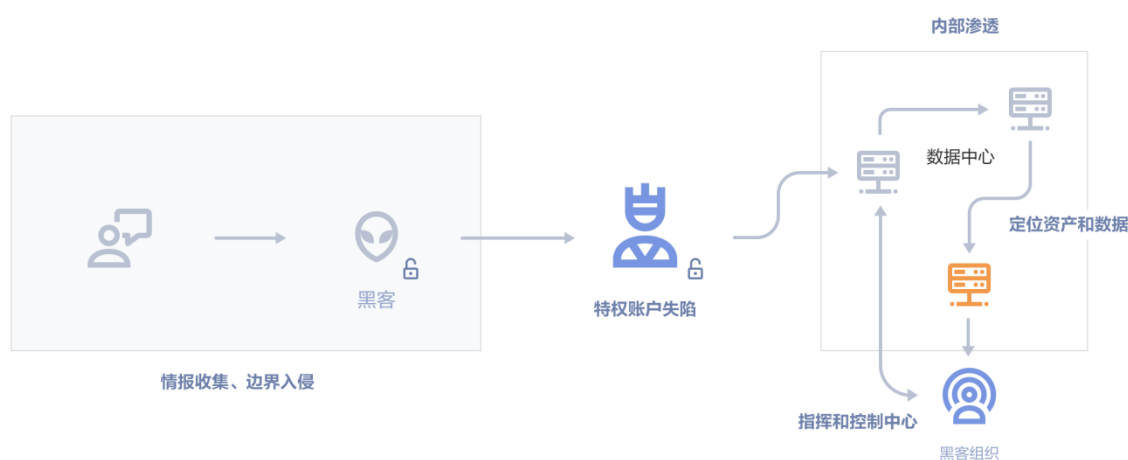 内部渗透
数据中心
定位资产和数据
黑客
特权账户失陷
情报收集、边界入侵
指挥和控制中心
黑客组织